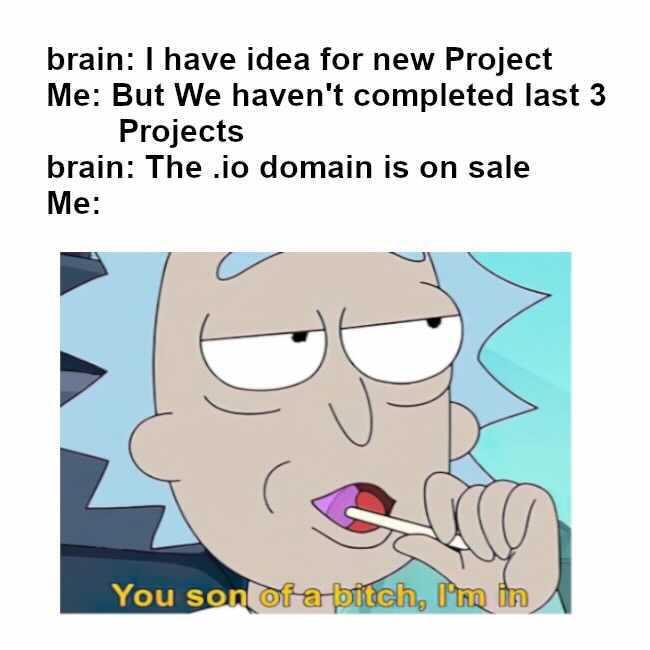 brain: I have idea for new Project
Me: But We haven't completed last 3
Projects
brain: The .io domain is on sale
Me:
You son of a bitch, I'm in